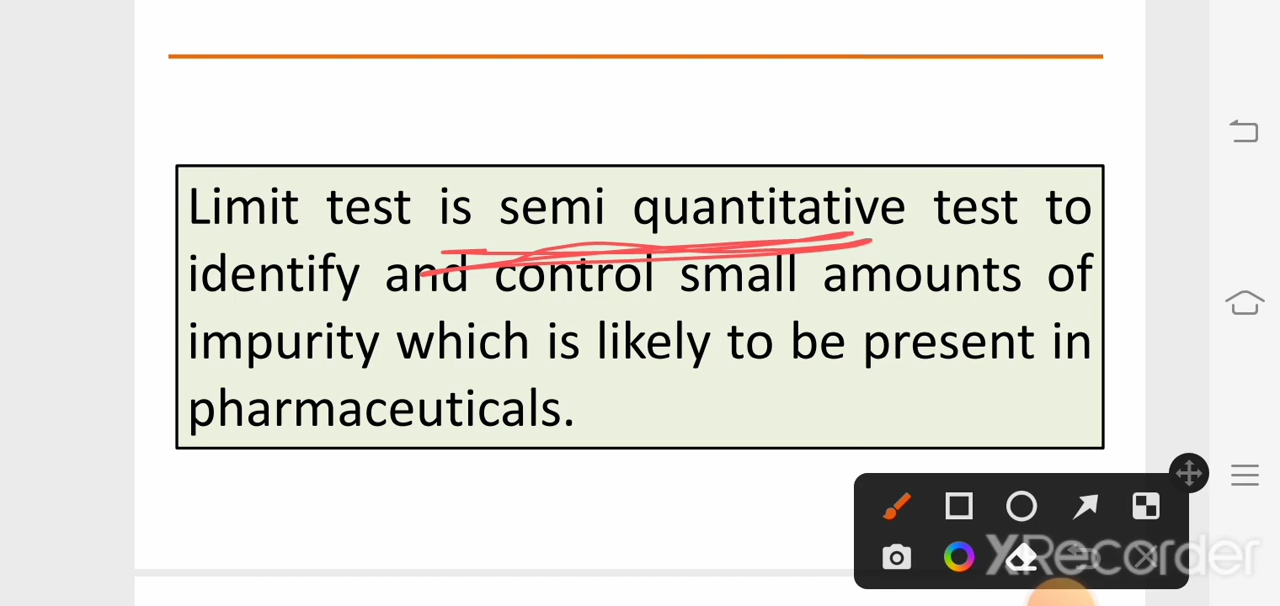 Limit test is semi quantitative test to
identify and control small amounts of
impurity which is likely to be present in
pharmaceuticals.
XRecorder